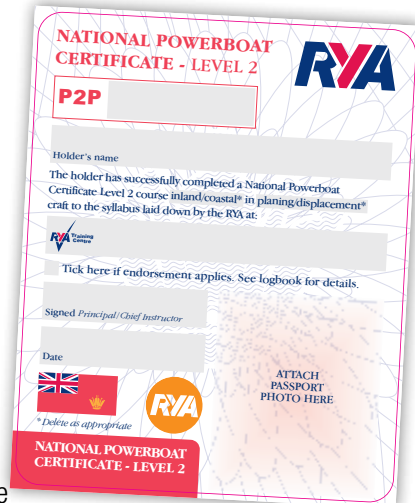 NATIONAL POWERBOAT
CERTIFICATE - LEVEL 2
RYA
P2P
Holder's name
The holder has successfully completed a National Powerboat
Certificate Level 2 course inland/coastal* in planing/displacement*
craft to the syllabus laid down by the RYA at:
RYA Training
Centre
Tick here if endorsement applies. See logbook for details.
Signed Principal/Chief Instructor
Date
ATTACH
PASSPORT
PHOTO HERE
RYA
* Delete as appropriate
NATIONAL POWERBOAT
CERTIFICATE - LEVEL 2
e